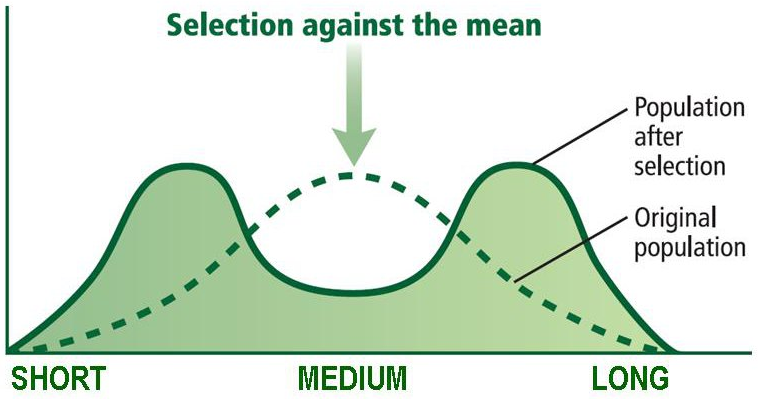 Selection against the mean
Population
after
selection
Original
population
SHORT MEDIUM LONG